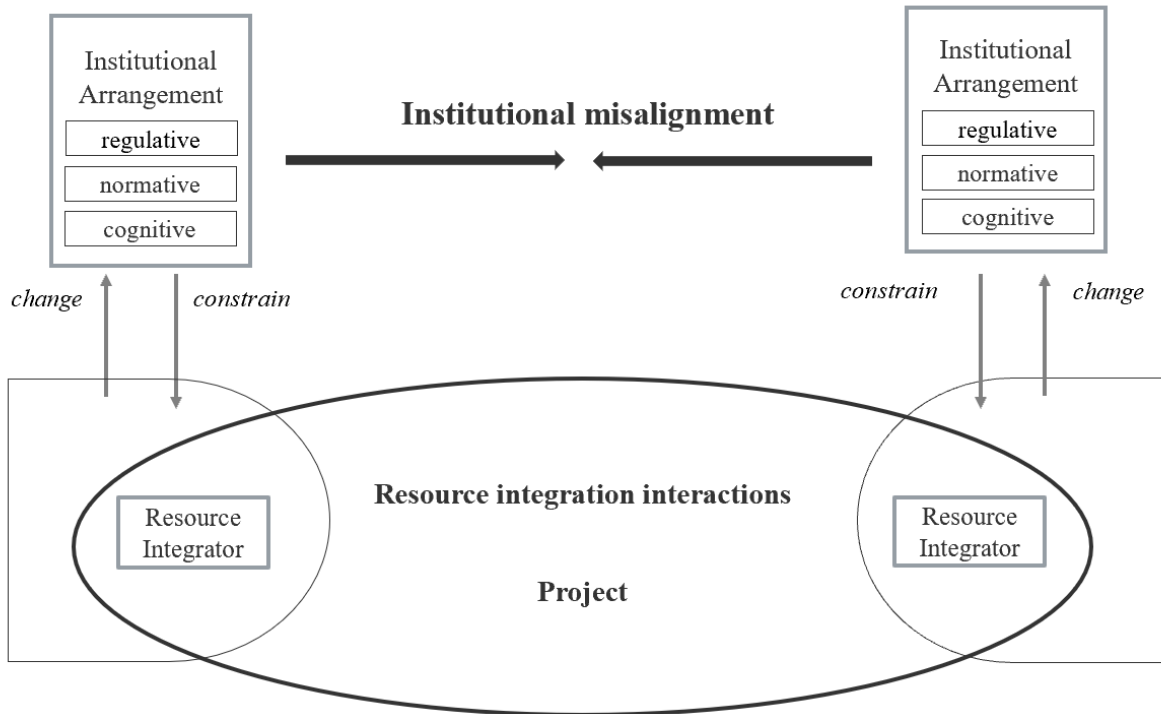 Institutional
Arrangement
regulative
normative
cognitive
Institutional misalignment
Institutional
Arrangement
regulative
normative
cognitive
change
constrain
constrain
change
Resource integration interactions
Resource
Integrator
Resource
Integrator
Project